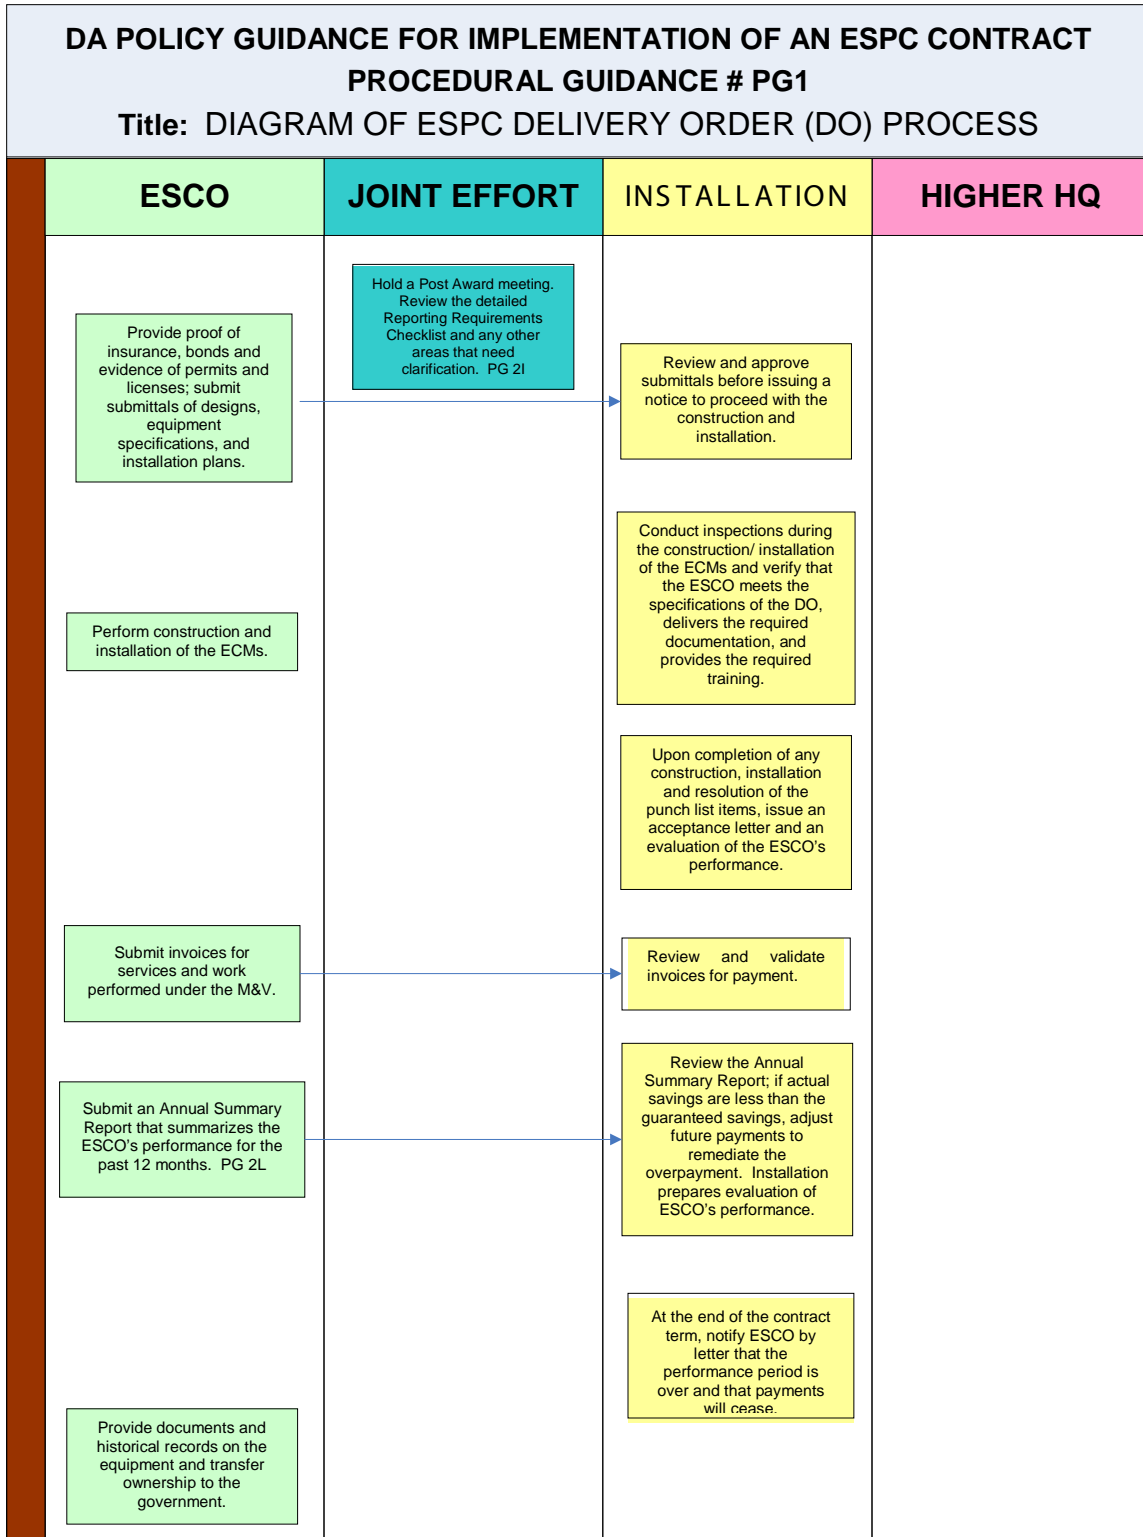 DA POLICY GUIDANCE FOR IMPLEMENTATION OF AN ESPC CONTRACT
PROCEDURAL GUIDANCE # PG1
Title: DIAGRAM OF ESPC DELIVERY ORDER (DO) PROCESS
ESCO
JOINT EFFORT
INSTALLATION
HIGHER HQ
Hold a Post Award meeting.
Review the detailed
Reporting Requirements
Checklist and any other
areas that need
clarification. PG 2I
Provide proof of
insurance, bonds and
evidence of permits and
licenses; submit
submittals of designs,
equipment
specifications, and
installation plans.
Review and approve
submittals before issuing a
notice to proceed with the
construction and
installation.
Conduct inspections during
the construction/ installation
of the ECMs and verify that
the ESCO meets the
specifications of the DO,
delivers the required
documentation, and
provides the required
training.
Perform construction and
installation of the ECMs.
Upon completion of any
construction, installation
and resolution of the
punch list items, issue an
acceptance letter and an
evaluation of the ESCO's
performance.
Submit invoices for
services and work
performed under the M&V.
Review and validate
invoices for payment.
Submit an Annual Summary
Report that summarizes the
ESCO's performance for the
past 12 months. PG 2L
Review the Annual
Summary Report; if actual
savings are less than the
guaranteed savings, adjust
future payments to
remediate the
overpayment. Installation
prepares evaluation of
ESCO's performance.
At the end of the contract
term, notify ESCO by
letter that the
performance period is
over and that payments
will cease.
Provide documents and
historical records on the
equipment and transfer
ownership to the
government.